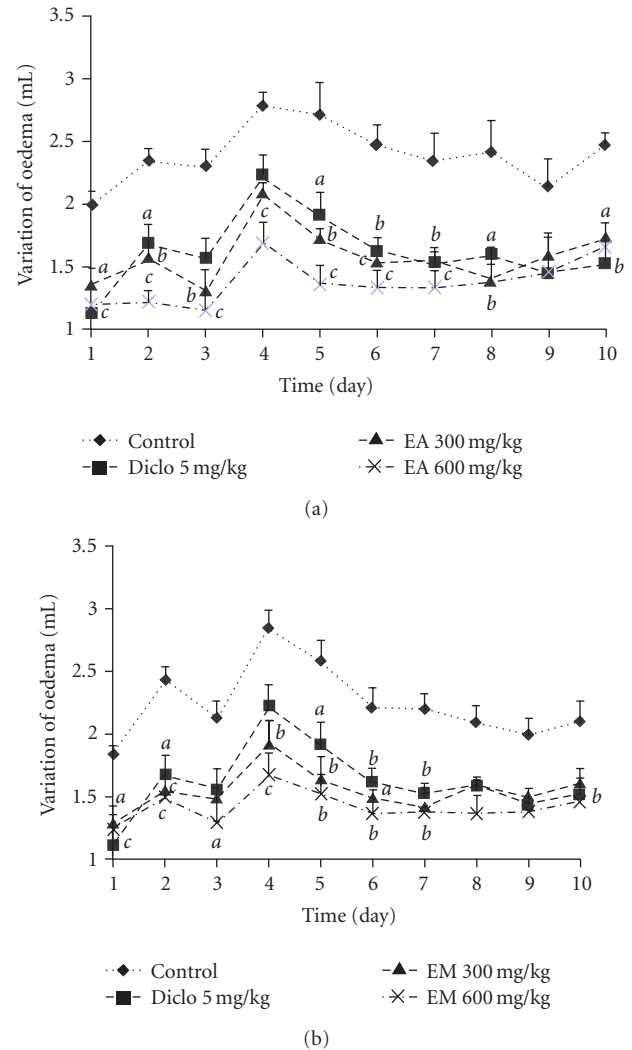 3.5
3
2.5
2
1.5
1
Variation of oedema (mL)
a
a
a
b
b
a
b
b
c
c
c
c
c
c
b
b
c
c
a
b
b
1 2 3 4 5 6 7 8 9 10
Time (day)
Control
EA 300 mg/kg
Diclo 5 mg/kg
EA 600 mg/kg
(a)
3.5
3
2.5
2
1.5
1
Variation of oedema (mL)
a
a
b
a
b
b
b
a
c
c
c
c
a
b
b
b
b
1 2 3 4 5 6 7 8 9 10
Time (day)
Control
EM 300 mg/kg
Diclo 5 mg/kg
EM 600 mg/kg
(b)